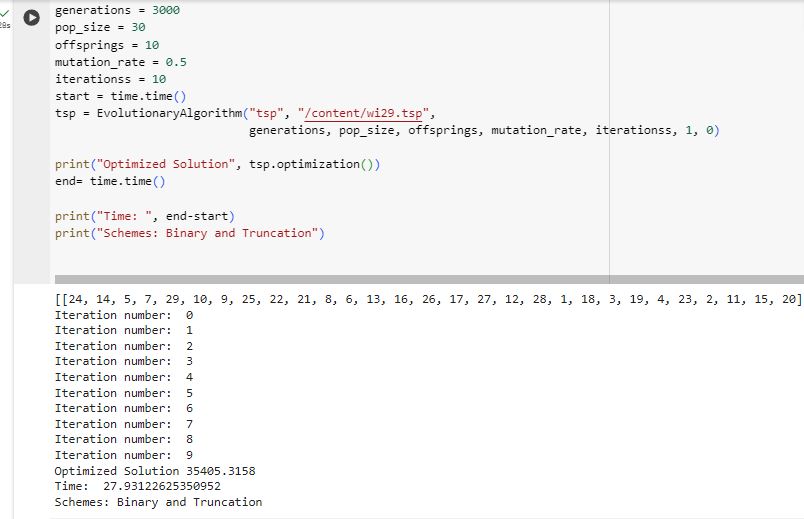 generations = 3000
28s
pop_size = 30
offsprings = 10
mutation_rate = 0.5
iterationss = 10
start = time.time()
tsp = EvolutionaryAlgorithm("tsp", "/content/wi29.tsp",
generations, pop_size, offsprings, mutation_rate, iterationss, 1, 0)
print("Optimized Solution", tsp.optimization())
end= time.time()
print("Time: ", end-start)
print("Schemes: Binary and Truncation")
[[24, 14, 5, 7, 29, 10, 9, 25, 22, 21, 8, 6, 13, 16, 26, 17, 27, 12, 28, 1, 18, 3, 19, 4, 23, 2, 11, 15, 20]
Iteration number:  0
Iteration number:  1
Iteration number:  2
Iteration number:  3
Iteration number:  4
Iteration number:  5
Iteration number:  6
Iteration number:  7
Iteration number:  8
Iteration number:  9
Optimized Solution 35405.3158
Time:  27.93122625350952
Schemes: Binary and Truncation